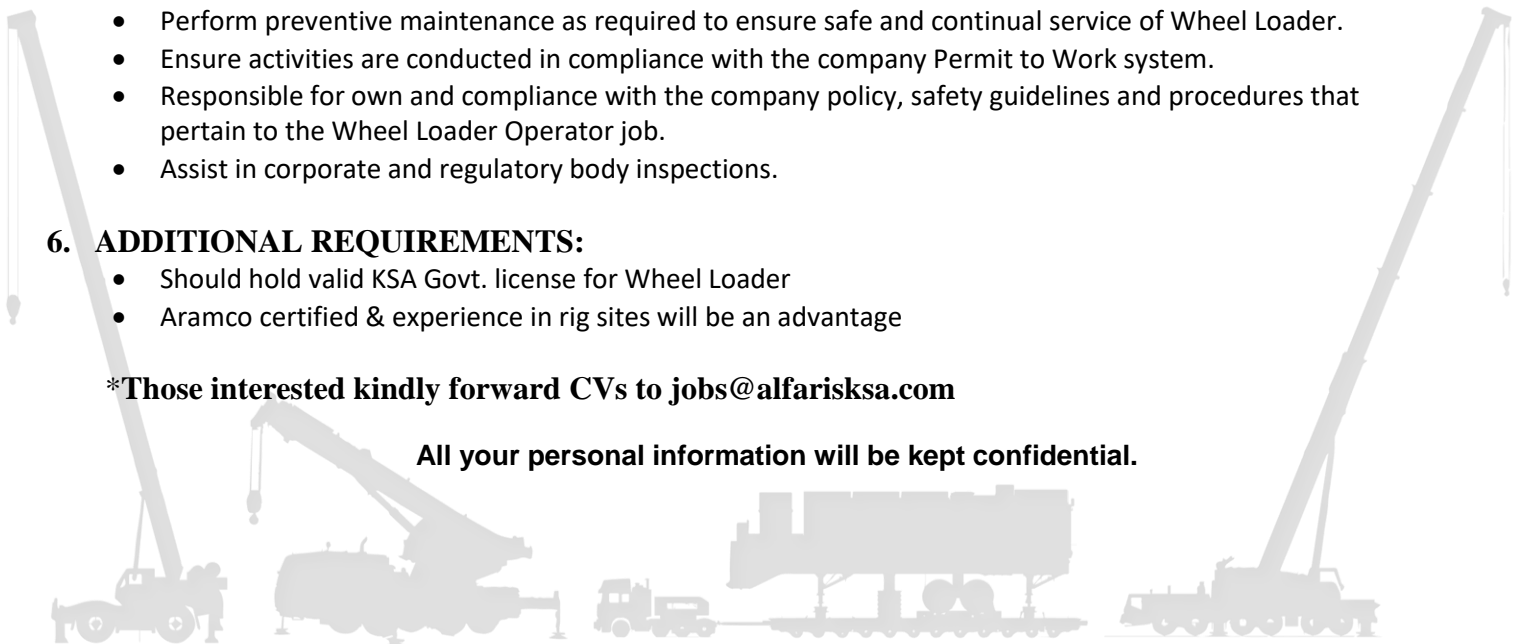 • Perform preventive maintenance as required to ensure safe and continual service of Wheel Loader.
• Ensure activities are conducted in compliance with the company Permit to Work system.
• Responsible for own and compliance with the company policy, safety guidelines and procedures that
pertain to the Wheel Loader Operator job.
• Assist in corporate and regulatory body inspections.
6. ADDITIONAL REQUIREMENTS:
• Should hold valid KSA Govt. license for Wheel Loader
• Aramco certified & experience in rig sites will be an advantage
*Those interested kindly forward CVs to jobs@alfarisksa.com
All your personal information will be kept confidential.